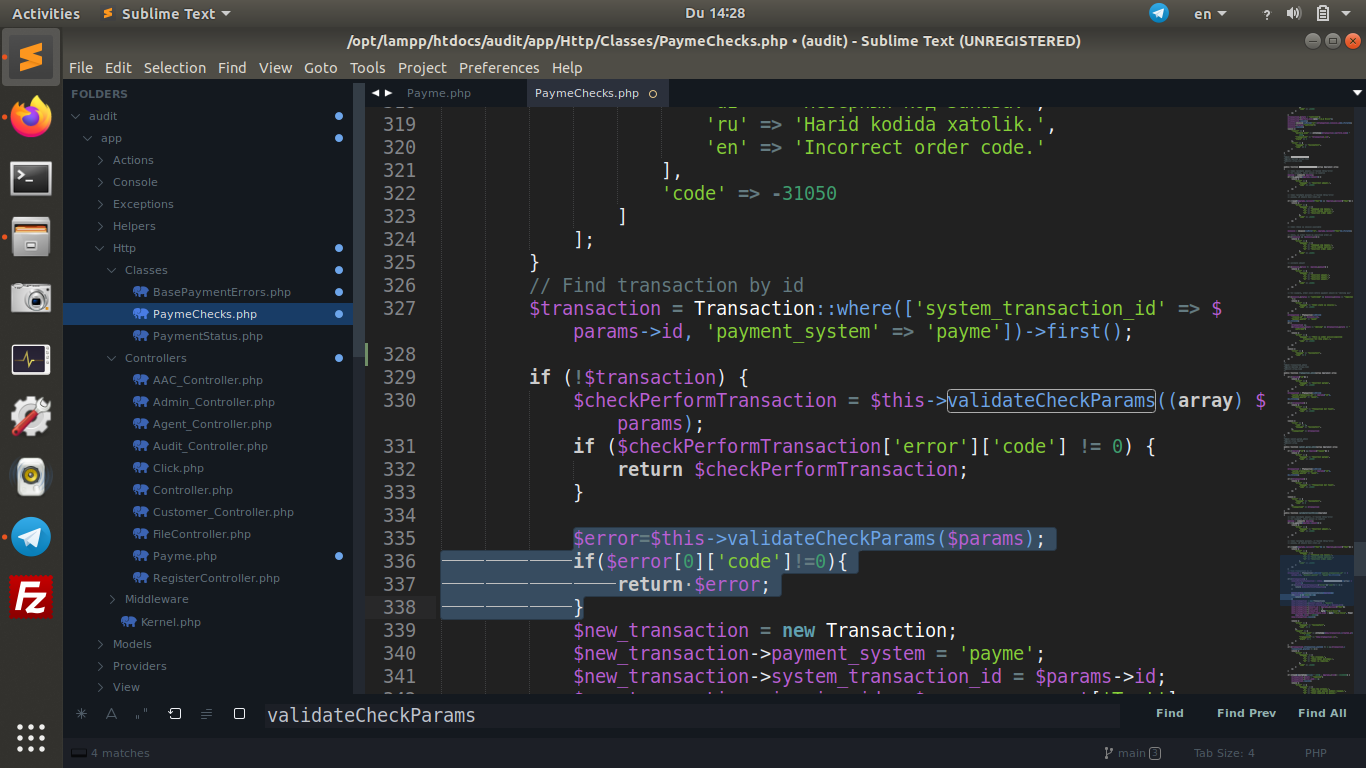 Activities
Sublime Text
Du 14:28
en
/opt/lampp/htdocs/audit/app/Http/Classes/PaymeChecks.php • (audit) - Sublime Text (UNREGISTERED)
File Edit Selection Find View Goto Tools Project Preferences Help
FOLDERS
audit
app
Actions
Console
Exceptions
Helpers
Http
Classes
BasePaymentErrors.php
PaymeChecks.php
PaymentStatus.php
Controllers
AAC_Controller.php
Admin_Controller.php
Agent_Controller.php
Audit_Controller.php
Click.php
Controller.php
Customer_Controller.php
FileController.php
Payme.php
RegisterController.php
Middleware
Kernel.php
Models
Providers
View
Payme.php
PaymeChecks.php
319 'ru' => 'Harid kodida xatolik.',
320 'en' => 'Incorrect order code.'
321 ],
322 'code' => -31050
323 ]
324 ];
325 }
326 // Find transaction by id
327 $transaction = Transaction::where(['system_transaction_id' => $
params->id, 'payment_system' => 'payme'])->first();
328
329 if (!$transaction) {
330 $checkPerformTransaction = $this->validateCheckParams((array) $
params);
331 if ($checkPerformTransaction['error']['code'] != 0) {
332 return $checkPerformTransaction;
333 }
334
335 $error=$this->validateCheckParams($params);
336 if($error[0]['code']!=0){
337 return $error;
338 }
339 $new_transaction = new Transaction;
340 $new_transaction->payment_system = 'payme';
341 $new_transaction->system_transaction_id = $params->id;
validateCheckParams
Find Find Prev Find All
4 matches
main 3
Tab Size: 4
PHP